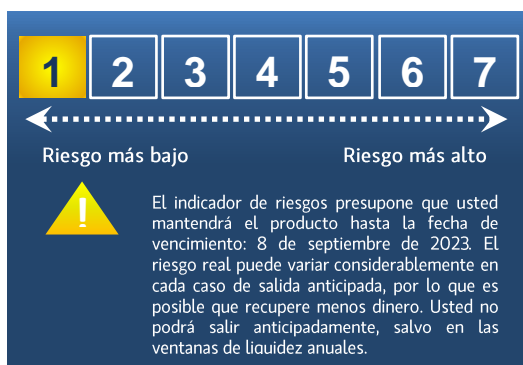 1 2 3 4 5 6 7
Riesgo más bajo Riesgo más alto
!
El indicador de riesgos presupone que usted
mantendrá el producto hasta la fecha de
vencimiento: 8 de septiembre de 2023. El
riesgo real puede variar considerablemente en
cada caso de salida anticipada, por lo que es
posible que recupere menos dinero. Usted no
podrá salir anticipadamente, salvo en las
ventanas de liquidez anuales.